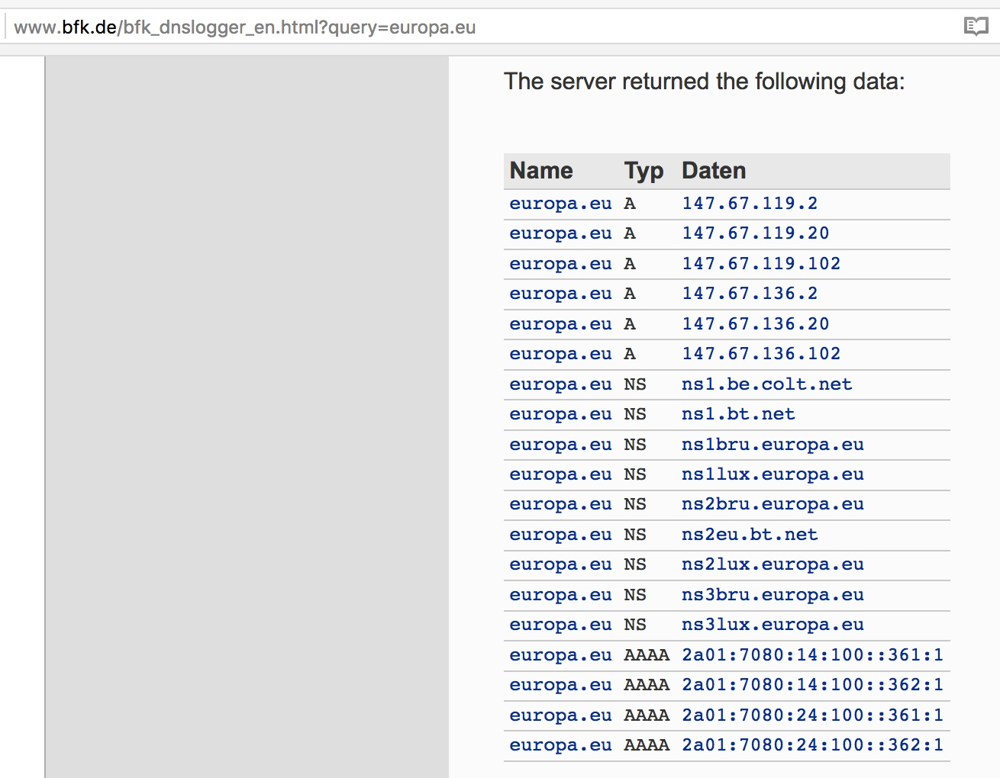 www.bfk.de/bfk_dnslogger_en.html?query=europa.eu
The server returned the following data:
Name Typ Daten
europa.eu A 147.67.119.2
europa.eu A 147.67.119.20
europa.eu A 147.67.119.102
europa.eu A 147.67.136.2
europa.eu A 147.67.136.20
europa.eu A 147.67.136.102
europa.eu NS ns1.be.colt.net
europa.eu NS ns1.bt.net
europa.eu NS ns1bru.europa.eu
europa.eu NS ns1lux.europa.eu
europa.eu NS ns2bru.europa.eu
europa.eu NS ns2eu.bt.net
europa.eu NS ns2lux.europa.eu
europa.eu NS ns3bru.europa.eu
europa.eu NS ns3lux.europa.eu
europa.eu AAAA 2a01:7080:14:100::361:1
europa.eu AAAA 2a01:7080:14:100::362:1
europa.eu AAAA 2a01:7080:24:100::361:1
europa.eu AAAA 2a01:7080:24:100::362:1